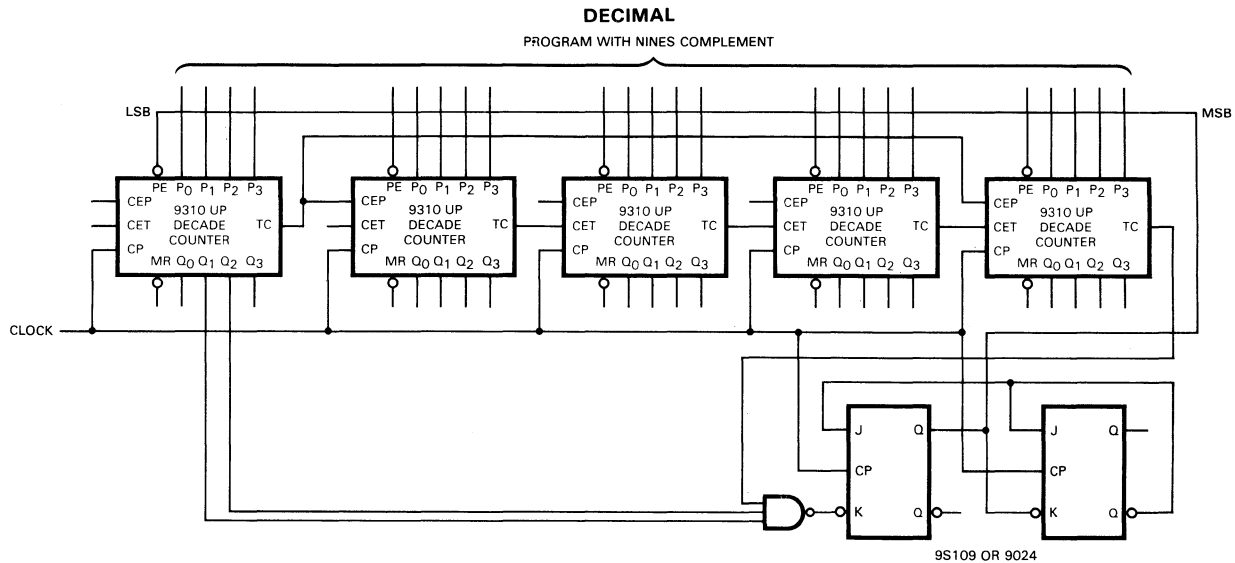 DECIMAL
PROGRAM WITH NINES COMPLEMENT
LSB
MSB
PE P0 P1 P2 P3
CEP
CET
CP
9310 UP
DECADE
COUNTER
TC
MR Q0 Q1 Q2 Q3
PE P0 P1 P2 P3
CEP
CET
CP
9310 UP
DECADE
COUNTER
TC
MR Q0 Q1 Q2 Q3
PE P0 P1 P2 P3
CEP
CET
CP
9310 UP
DECADE
COUNTER
TC
MR Q0 Q1 Q2 Q3
PE P0 P1 P2 P3
CEP
CET
CP
9310 UP
DECADE
COUNTER
TC
MR Q0 Q1 Q2 Q3
PE P0 P1 P2 P3
CEP
CET
CP
9310 UP
DECADE
COUNTER
TC
MR Q0 Q1 Q2 Q3
CLOCK
J Q
CP
K Q
J Q
CP
K Q
9S109 OR 9024